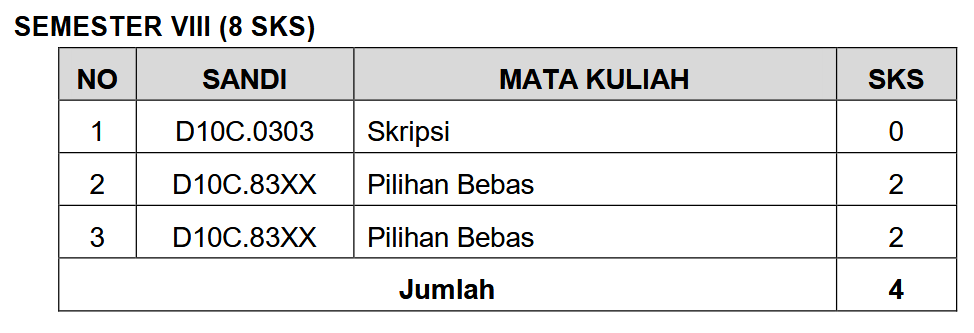 SEMESTER VIII (8 SKS)
NO SANDI MATA KULIAH SKS
1 D10C.0303 Skripsi 0
2 D10C.83XX Pilihan Bebas 2
3 D10C.83XX Pilihan Bebas 2
Jumlah 4